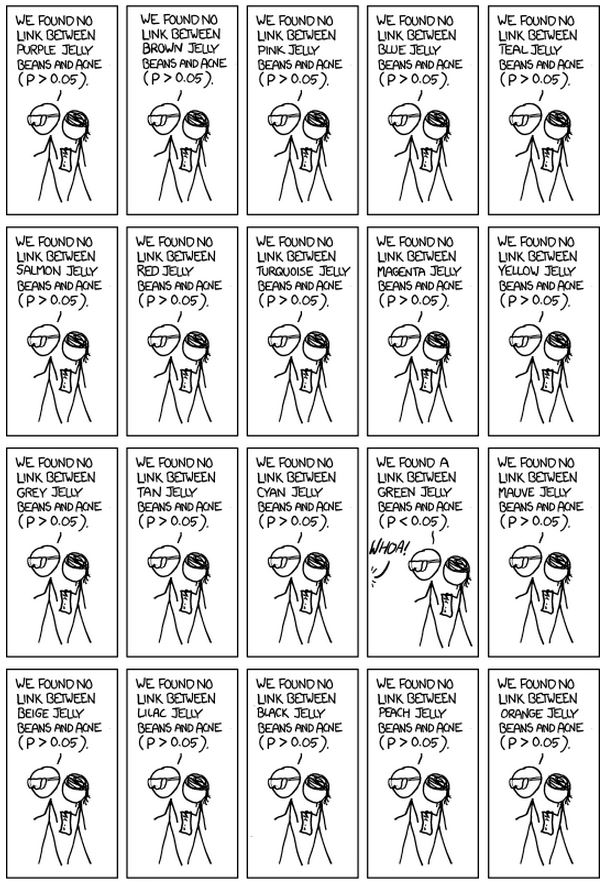 WE FOUND NO
LINK BETWEEN
PURPLE JELLY
BEANS AND ACNE
(P > 0.05).
WE FOUND NO
LINK BETWEEN
BROWN JELLY
BEANS AND ACNE
(P > 0.05).
WE FOUND NO
LINK BETWEEN
PINK JELLY
BEANS AND ACNE
(P > 0.05).
WE FOUND NO
LINK BETWEEN
BLUE JELLY
BEANS AND ACNE
(P > 0.05).
WE FOUND NO
LINK BETWEEN
TEAL JELLY
BEANS AND ACNE
(P > 0.05).
WE FOUND NO
LINK BETWEEN
SALMON JELLY
BEANS AND ACNE
(P > 0.05).
WE FOUND NO
LINK BETWEEN
RED JELLY
BEANS AND ACNE
(P > 0.05).
WE FOUND NO
LINK BETWEEN
TURQUOISE JELLY
BEANS AND ACNE
(P > 0.05).
WE FOUND NO
LINK BETWEEN
MAGENTA JELLY
BEANS AND ACNE
(P > 0.05).
WE FOUND NO
LINK BETWEEN
YELLOW JELLY
BEANS AND ACNE
(P > 0.05).
WE FOUND NO
LINK BETWEEN
GREY JELLY
BEANS AND ACNE
(P > 0.05).
WE FOUND NO
LINK BETWEEN
TAN JELLY
BEANS AND ACNE
(P > 0.05).
WE FOUND NO
LINK BETWEEN
CYAN JELLY
BEANS AND ACNE
(P > 0.05).
WE FOUND A
LINK BETWEEN
GREEN JELLY
BEANS AND ACNE
(P < 0.05).
WHOA!
WE FOUND NO
LINK BETWEEN
MAUVE JELLY
BEANS AND ACNE
(P > 0.05).
WE FOUND NO
LINK BETWEEN
BEIGE JELLY
BEANS AND ACNE
(P > 0.05).
WE FOUND NO
LINK BETWEEN
LILAC JELLY
BEANS AND ACNE
(P > 0.05).
WE FOUND NO
LINK BETWEEN
BLACK JELLY
BEANS AND ACNE
(P > 0.05).
WE FOUND NO
LINK BETWEEN
PEACH JELLY
BEANS AND ACNE
(P > 0.05).
WE FOUND NO
LINK BETWEEN
ORANGE JELLY
BEANS AND ACNE
(P > 0.05).